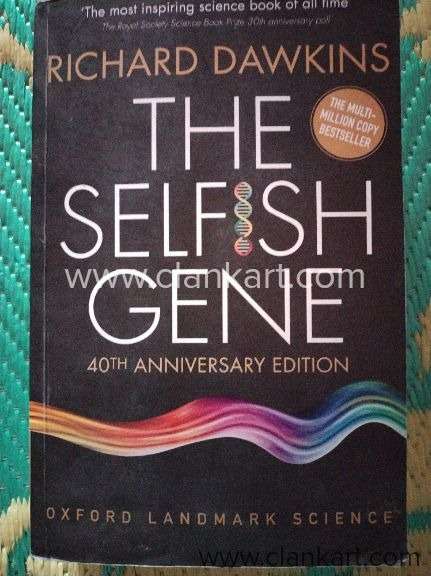 'The most inspiring science book of all time'
The Royal Society Science Book Prize 30th anniversary poll
RICHARD DAWKINS
THE
SELFISH
GENE
THE MULTI-
MILLION COPY
BESTSELLER
www.clankart.com
40TH ANNIVERSARY EDITION
OXFORD LANDMARK SCIENCE
www.clankart.com